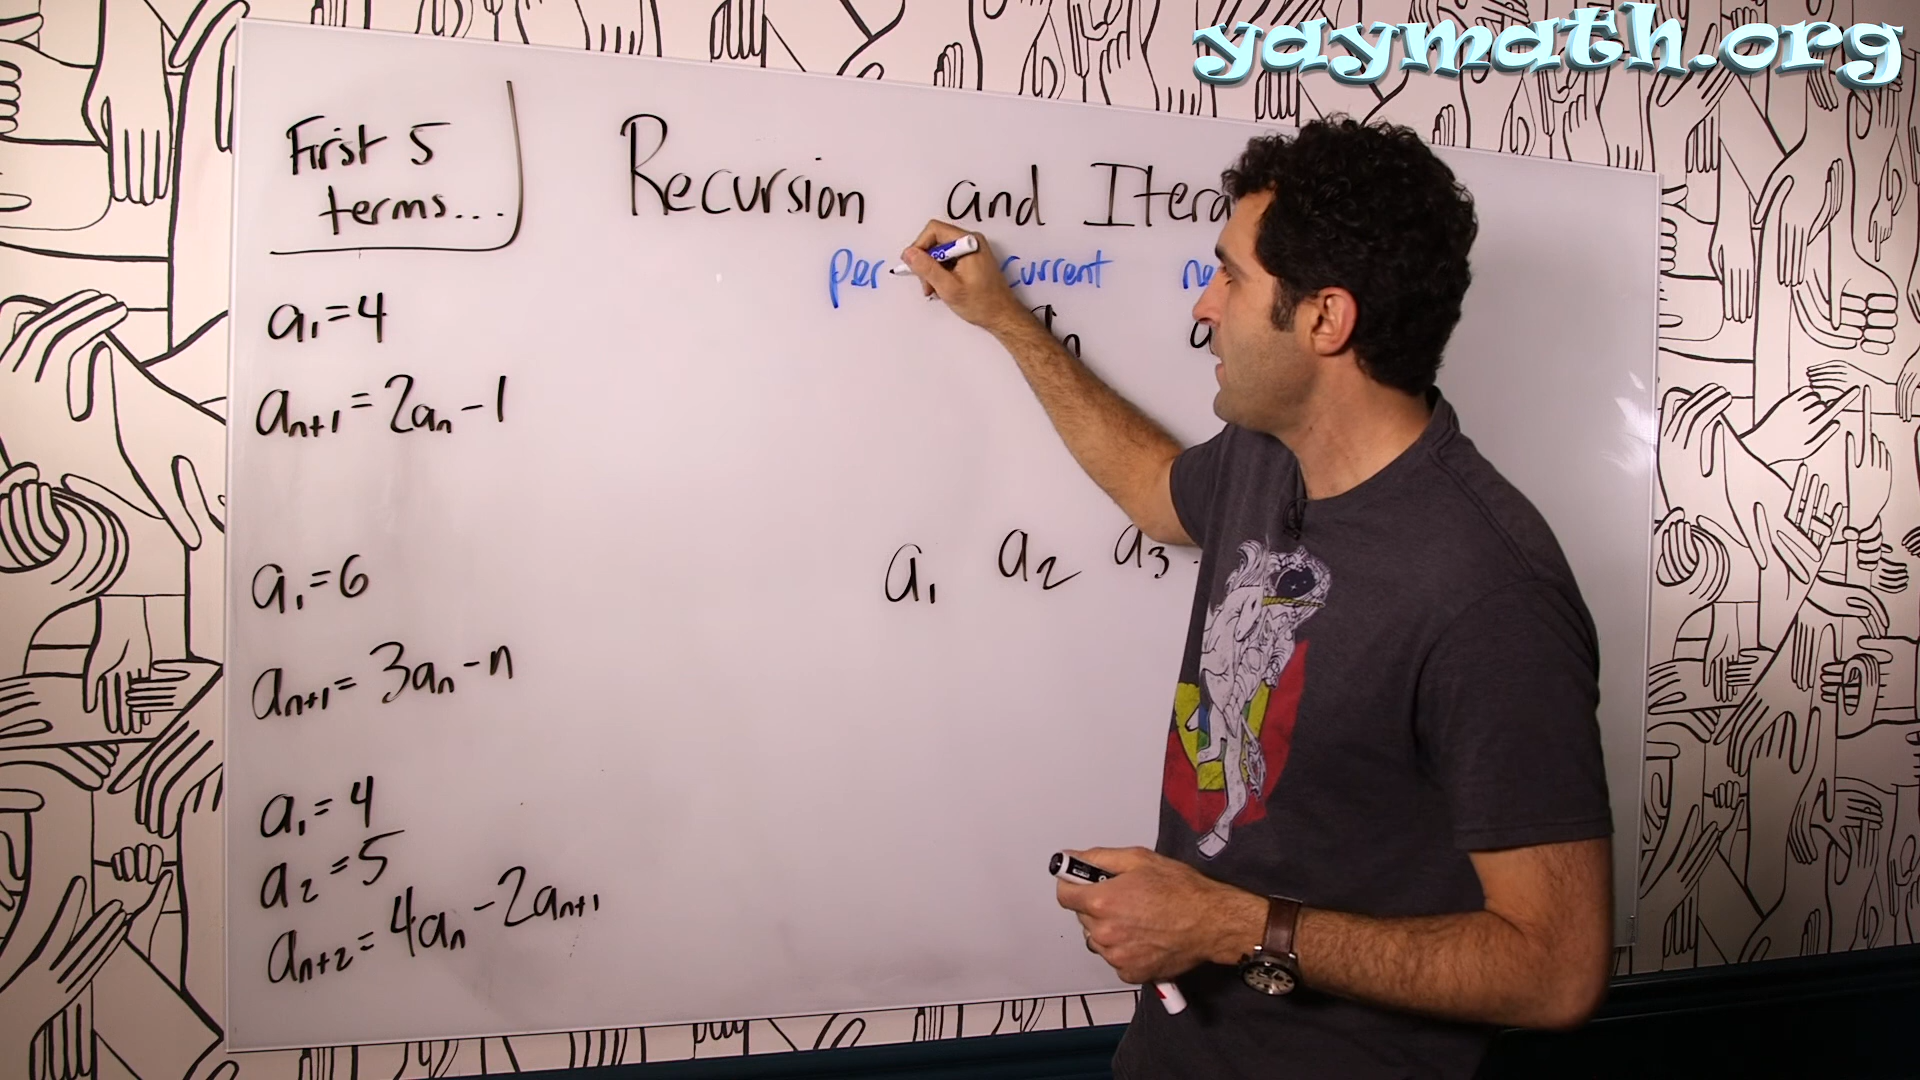 yaymath.org
First 5
terms...
Recursion and Itera
per current ne
a₁=4
aₙ₊₁=2aₙ-1
a₁ a₂ a₃
a₁=6
aₙ₊₁=3aₙ-n
a₁=4
a₂=5
aₙ₊₂=4aₙ-2aₙ₊₁